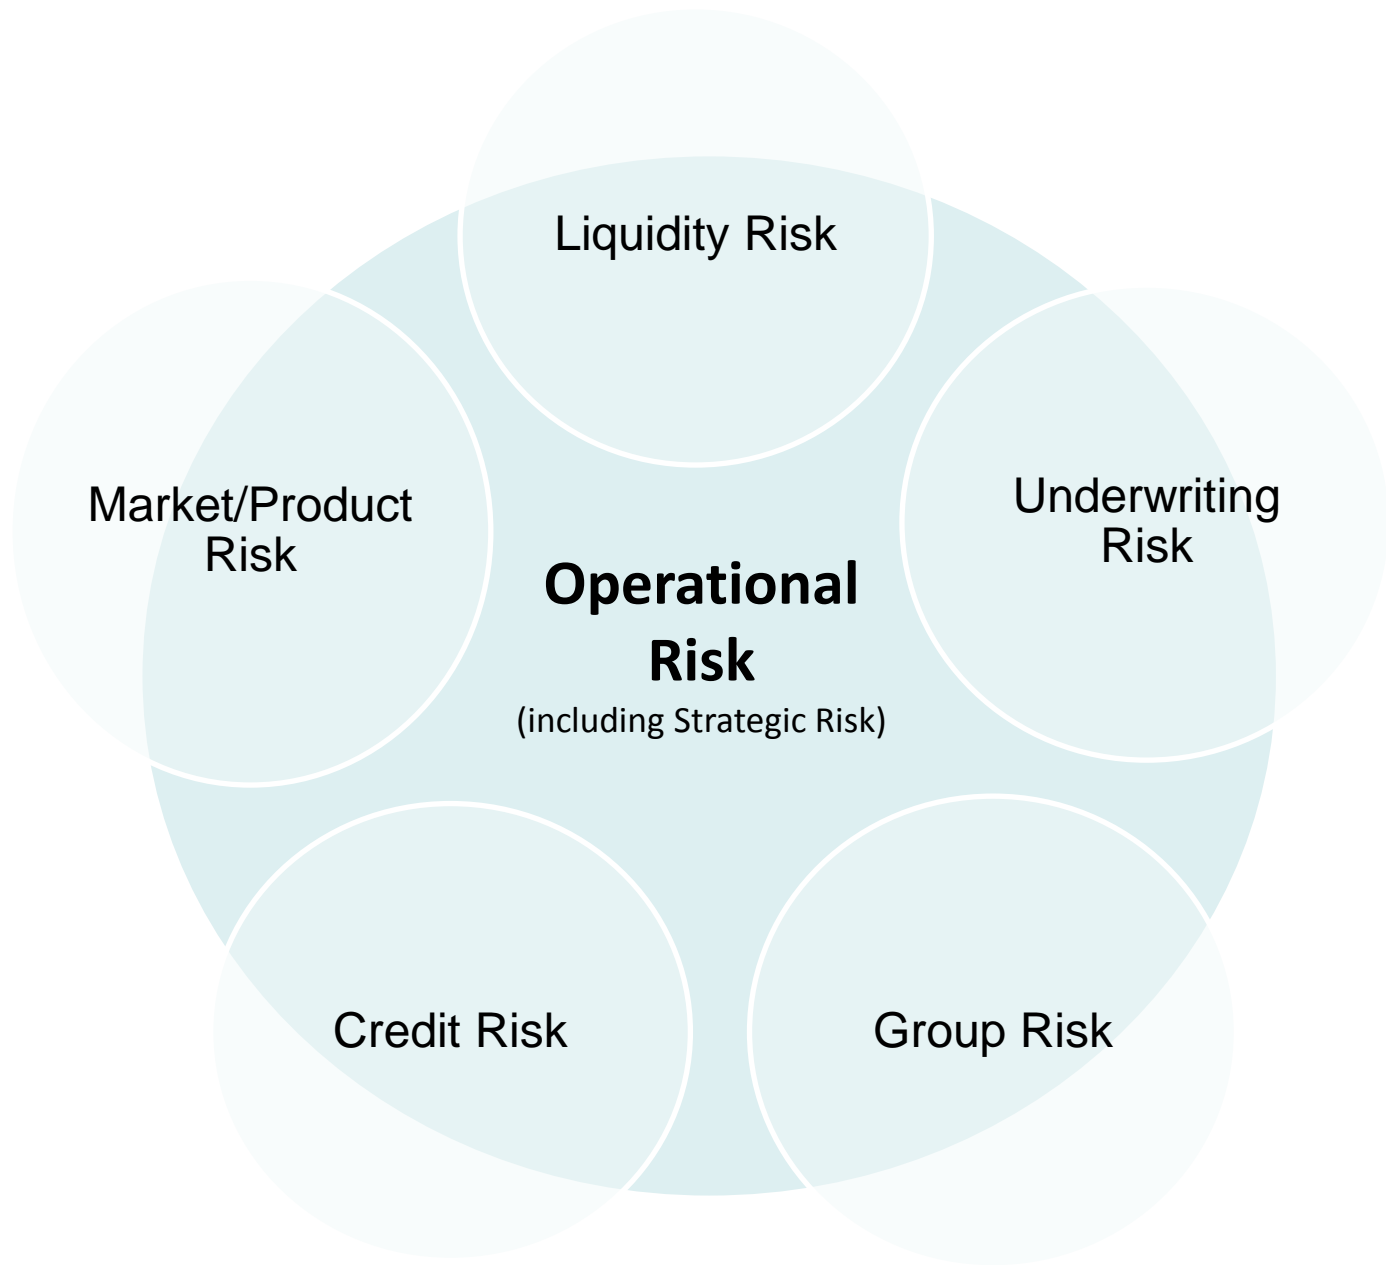 Liquidity Risk
Market/Product
Risk
Underwriting
Risk
Operational
Risk
(including Strategic Risk)
Credit Risk
Group Risk